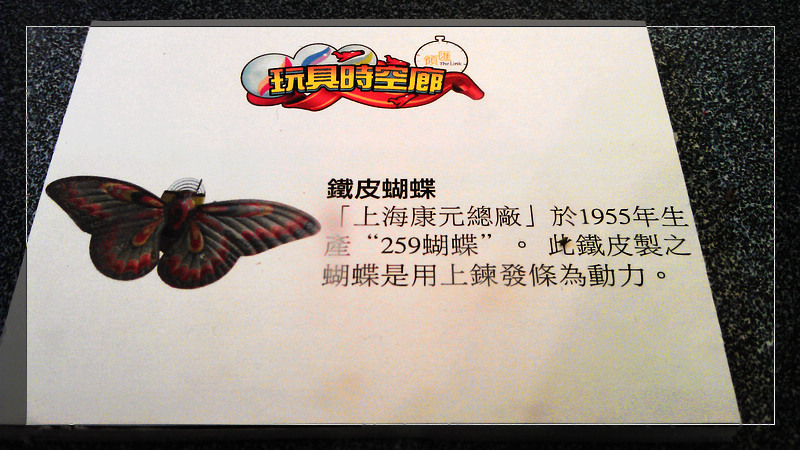 玩具時空廊
領匯
The Link
鐵皮蝴蝶
「上海康元總廠」於1955年生
產“259蝴蝶”。此鐵皮製之
蝴蝶是用上鍊發條為動力。